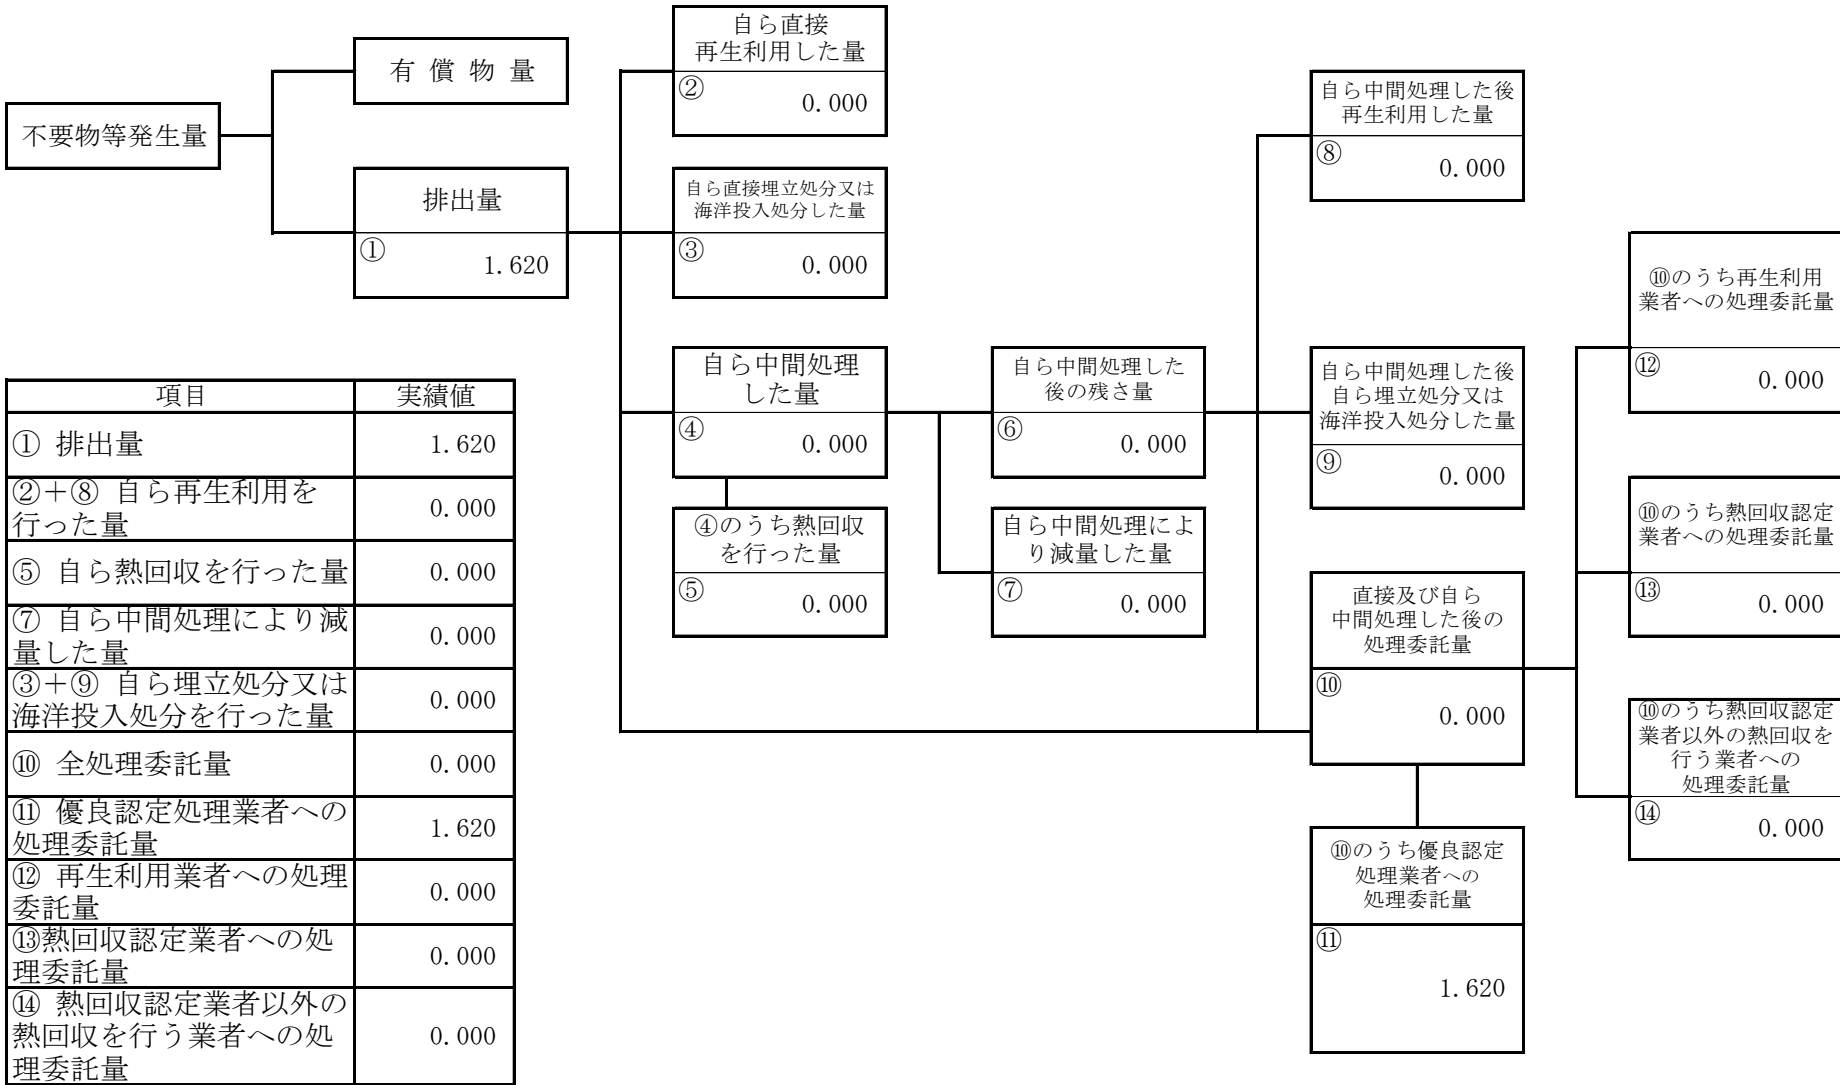 不要物等発生量
有 償 物 量
排出量
①
1.620
自ら直接
再生利用した量
②
0.000
自ら直接埋立処分又は
海洋投入処分した量
③
0.000
自ら中間処理
した量
④
0.000
④のうち熱回収
を行った量
⑤
0.000
自ら中間処理した
後の残さ量
⑥
0.000
自ら中間処理によ
り減量した量
⑦
0.000
自ら中間処理した後
再生利用した量
⑧
0.000
自ら中間処理した後
自ら埋立処分又は
海洋投入処分した量
⑨
0.000
直接及び自ら
中間処理した後の
処理委託量
⑩
0.000
⑩のうち優良認定
処理業者への
処理委託量
⑪
1.620
⑩のうち再生利用
業者への処理委託量
⑫
0.000
⑩のうち熱回収認定
業者への処理委託量
⑬
0.000
⑩のうち熱回収認定
業者以外の熱回収を
行う業者への
処理委託量
⑭
0.000
項目 実績値
① 排出量 1.620
②＋⑧ 自ら再生利用を
行った量 0.000
⑤ 自ら熱回収を行った量 0.000
⑦ 自ら中間処理により減
量した量 0.000
③＋⑨ 自ら埋立処分又は
海洋投入処分を行った量 0.000
⑩ 全処理委託量 0.000
⑪ 優良認定処理業者への
処理委託量 1.620
⑫ 再生利用業者への処理
委託量 0.000
⑬熱回収認定業者への処
理委託量 0.000
⑭ 熱回収認定業者以外の
熱回収を行う業者への処
理委託量 0.000